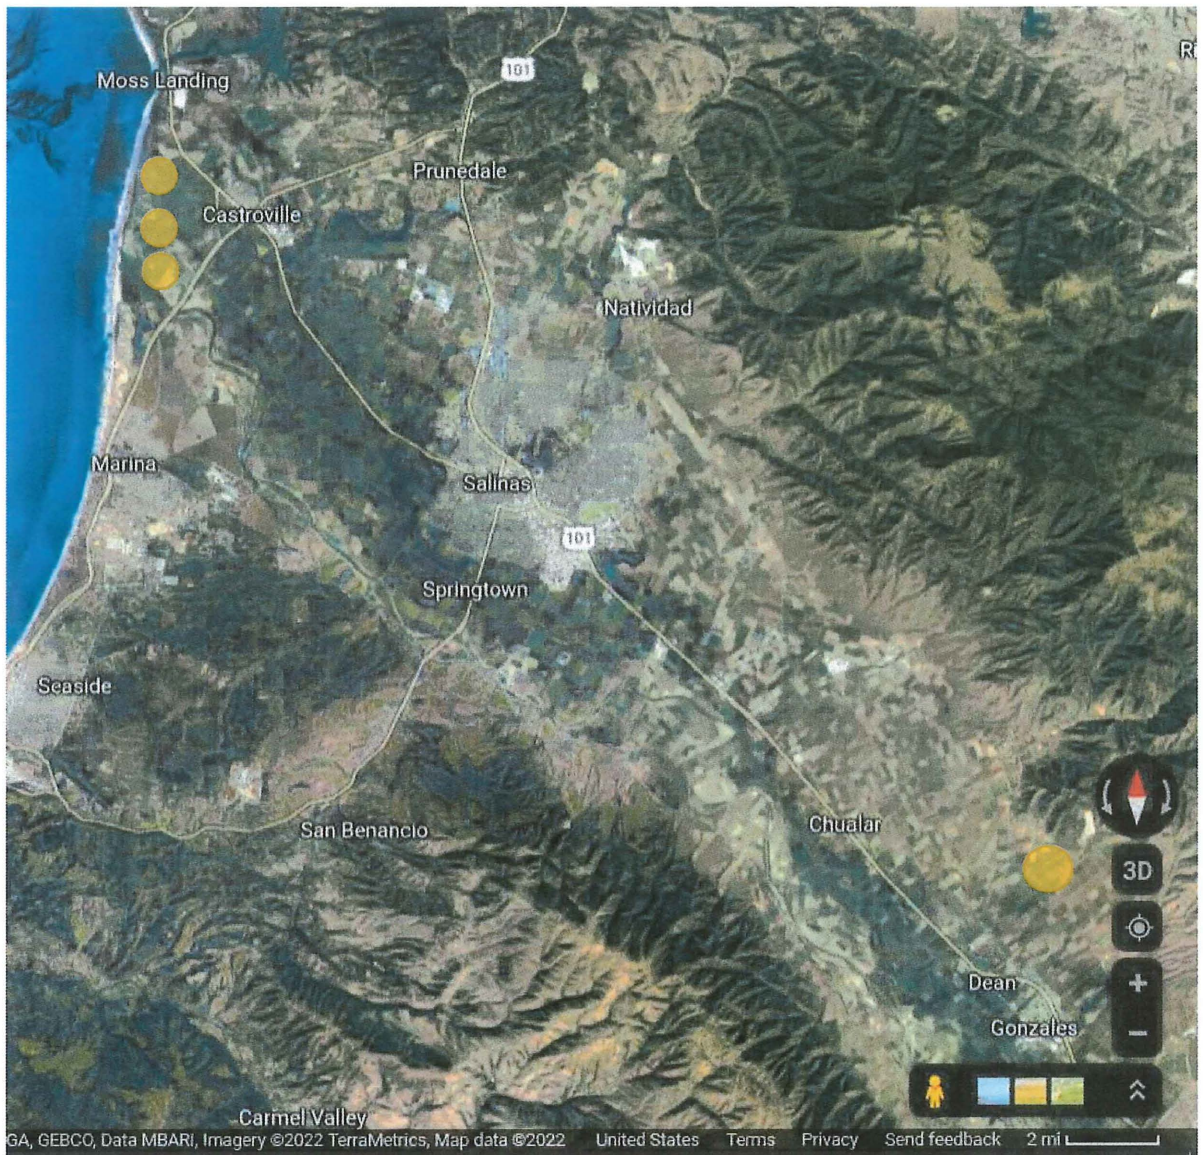 Ri
Moss Landing
101
Prunedale
Castroville
Natividad
Marina
Salinas
101
Springtown
Seaside
San Benancio
Chualar
3D
Dean
Gonzales
Carmel Valley
GA, GEBCO, Data MBARI, Imagery ©2022 TerraMetrics, Map data ©2022 United States Terms Privacy Send feedback 2 mi